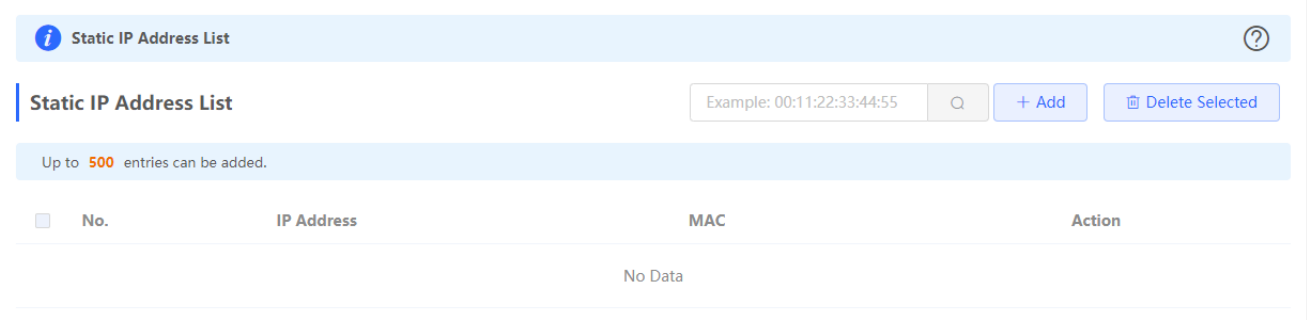 Static IP Address List
Static IP Address List
Example: 00:11:22:33:44:55
+ Add
Delete Selected
Up to 500 entries can be added.
No. IP Address MAC Action
No Data